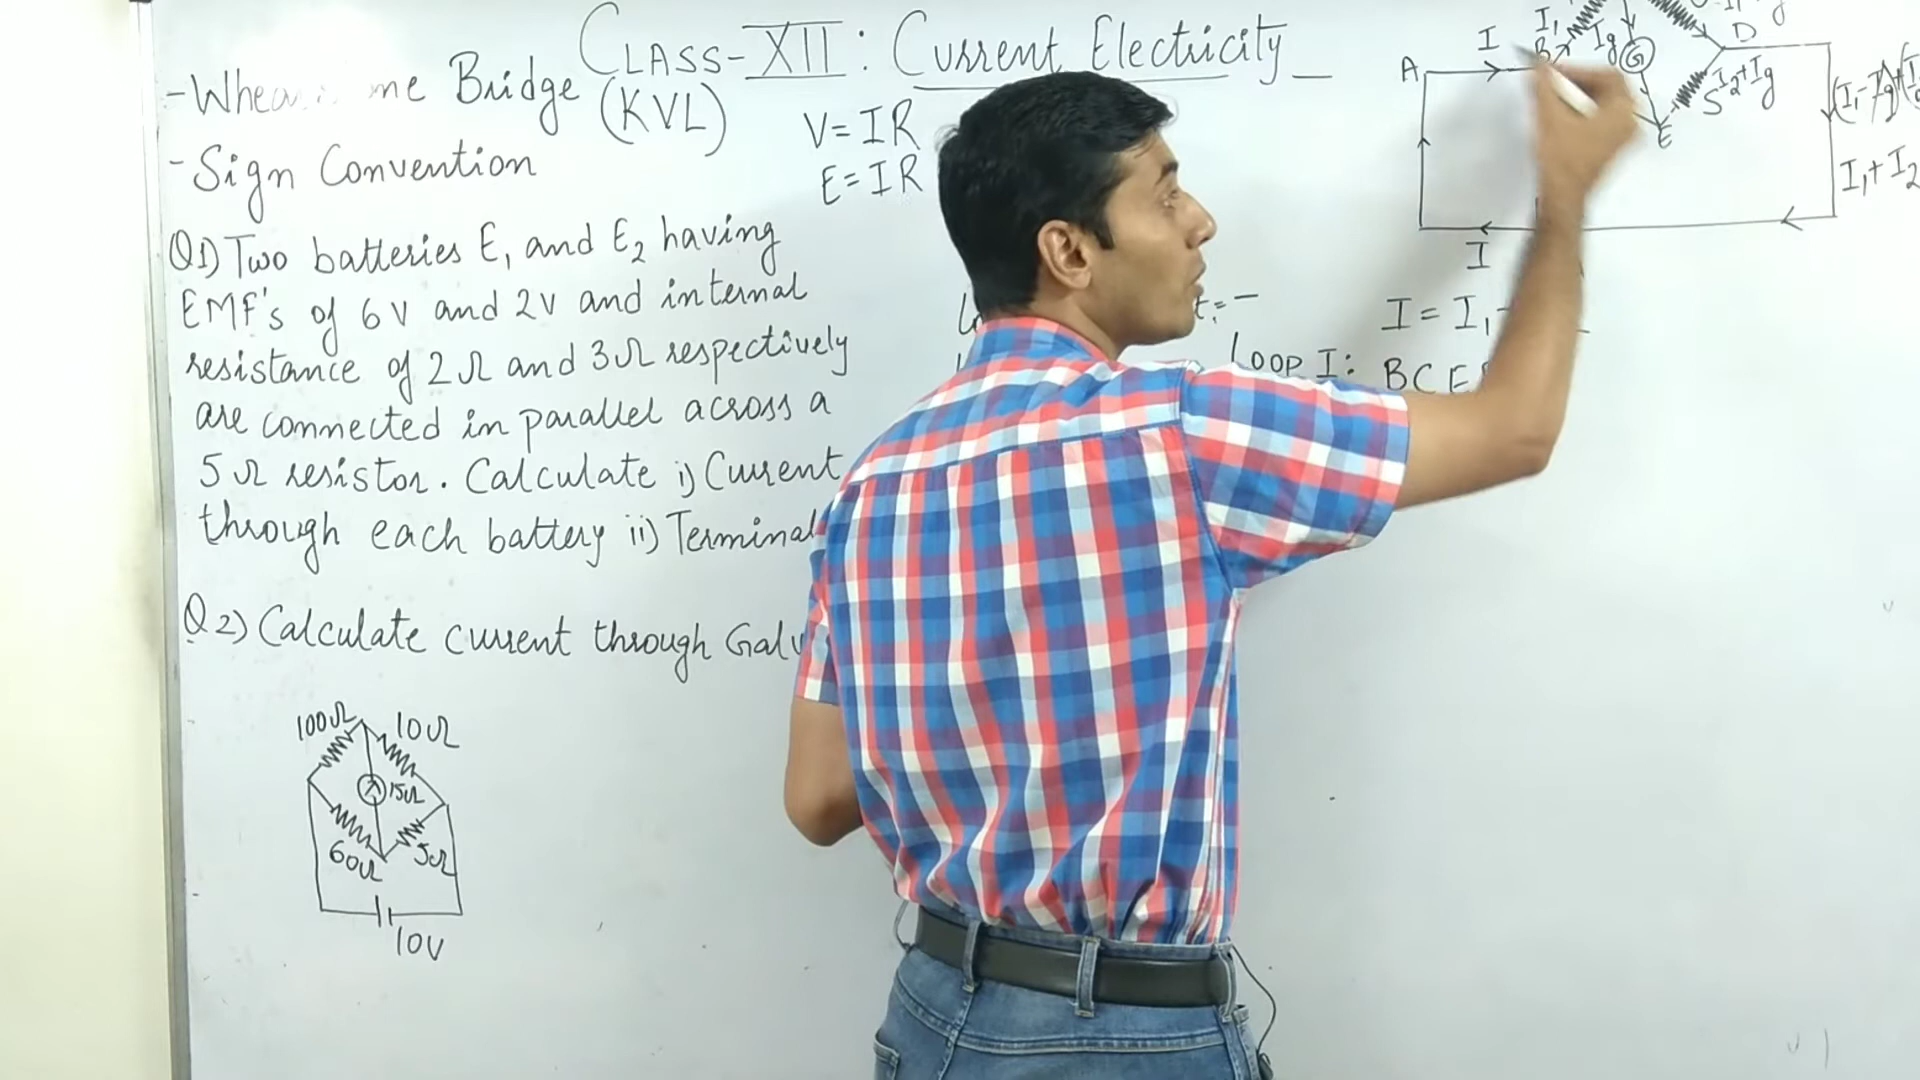 CLASS-XII: Current Electricity
me Bridge
(KVL)
- Sign Convention
V=IR
E=IR
Q1) Two batteries E₁ and E₂ having
EMF's of 6V and 2V and internal
resistance of 2Ω and 3Ω respectively
are connected in parallel across a
5Ω resistor. Calculate i) Current
through each battery ii) Terminal
Q2) Calculate current through
100Ω
10Ω
15Ω
60Ω
5Ω
10V
A
I
I₁
B
Ig
G
D
S
I₂+Ig
E
I₁+I₂
I
I = I₁
LOOP I: BCE